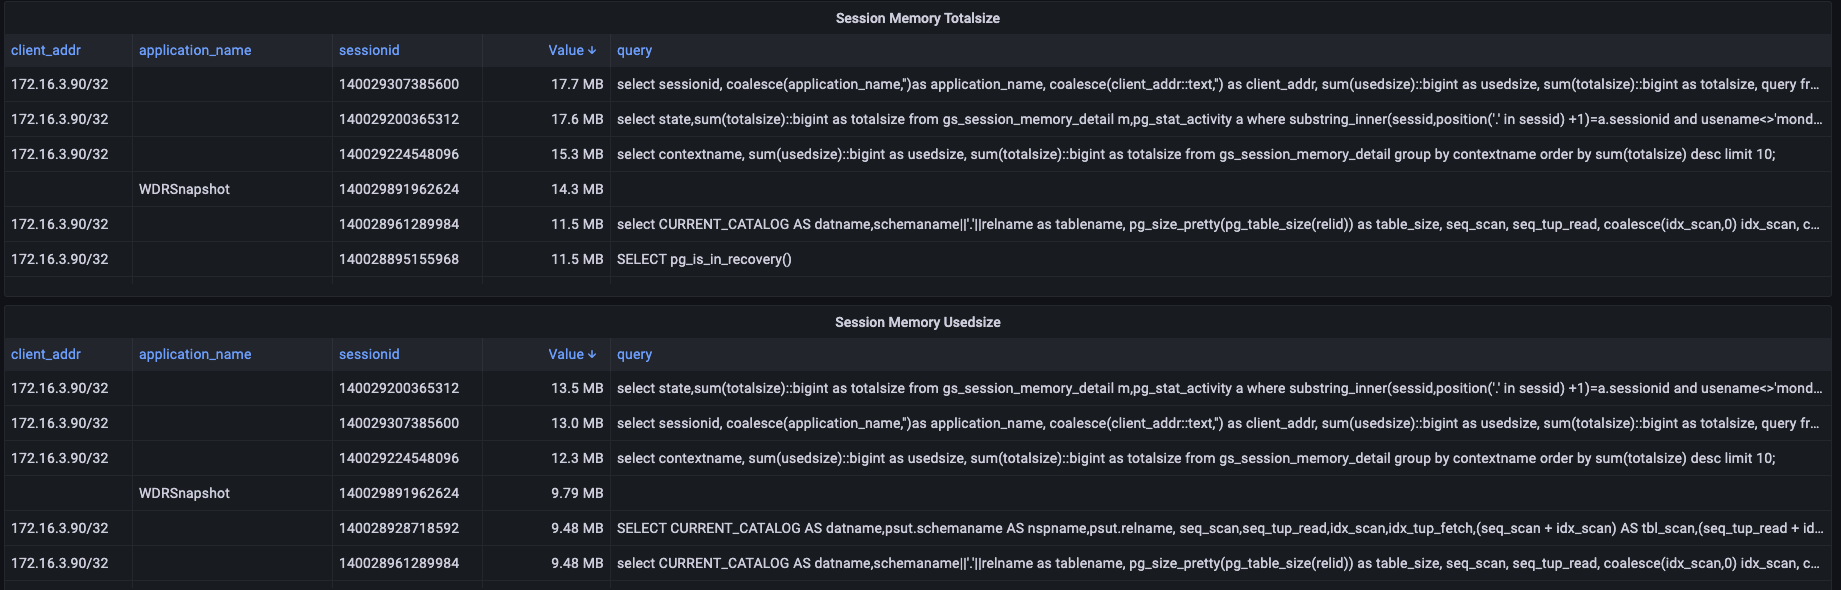 Session Memory Totalsize
client_addr application_name sessionid Value ↓ query
172.16.3.90/32 140029307385600 17.7 MB select sessionid, coalesce(application_name,'')as application_name, coalesce(client_addr::text,'') as client_addr, sum(usedsize)::bigint as usedsize, sum(totalsize)::bigint as totalsize, query fr...
172.16.3.90/32 140029200365312 17.6 MB select state,sum(totalsize)::bigint as totalsize from gs_session_memory_detail m,pg_stat_activity a where substring_inner(sessid,position('.' in sessid) +1)=a.sessionid and usename<>'mond...
172.16.3.90/32 140029224548096 15.3 MB select contextname, sum(usedsize)::bigint as usedsize, sum(totalsize)::bigint as totalsize from gs_session_memory_detail group by contextname order by sum(totalsize) desc limit 10;
WDRSnapshot 140029891962624 14.3 MB
172.16.3.90/32 140028961289984 11.5 MB select CURRENT_CATALOG AS datname,schemaname||'.'||relname as tablename, pg_size_pretty(pg_table_size(relid)) as table_size, seq_scan, seq_tup_read, coalesce(idx_scan,0) idx_scan, c...
172.16.3.90/32 140028895155968 11.5 MB SELECT pg_is_in_recovery()
Session Memory Usedsize
client_addr application_name sessionid Value ↓ query
172.16.3.90/32 140029200365312 13.5 MB select state,sum(totalsize)::bigint as totalsize from gs_session_memory_detail m,pg_stat_activity a where substring_inner(sessid,position('.' in sessid) +1)=a.sessionid and usename<>'mond...
172.16.3.90/32 140029307385600 13.0 MB select sessionid, coalesce(application_name,'')as application_name, coalesce(client_addr::text,'') as client_addr, sum(usedsize)::bigint as usedsize, sum(totalsize)::bigint as totalsize, query fr...
172.16.3.90/32 140029224548096 12.3 MB select contextname, sum(usedsize)::bigint as usedsize, sum(totalsize)::bigint as totalsize from gs_session_memory_detail group by contextname order by sum(totalsize) desc limit 10;
WDRSnapshot 140029891962624 9.79 MB
172.16.3.90/32 140028928718592 9.48 MB SELECT CURRENT_CATALOG AS datname,psut.schemaname AS nspname,psut.relname, seq_scan,seq_tup_read,idx_scan,idx_tup_fetch,(seq_scan + idx_scan) AS tbl_scan,(seq_tup_read + id...
172.16.3.90/32 140028961289984 9.48 MB select CURRENT_CATALOG AS datname,schemaname||'.'||relname as tablename, pg_size_pretty(pg_table_size(relid)) as table_size, seq_scan, seq_tup_read, coalesce(idx_scan,0) idx_scan, c...